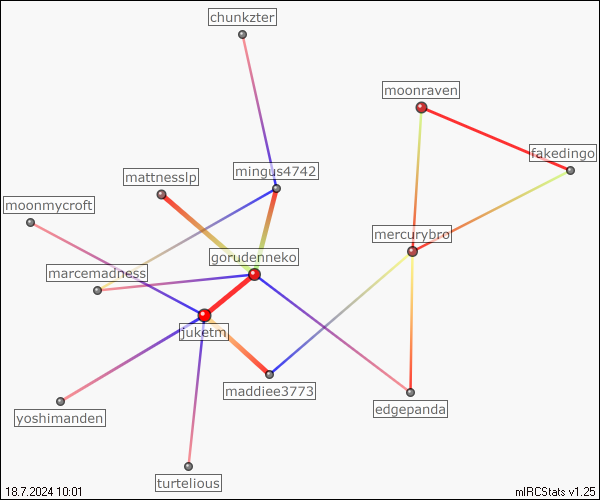 chunkzter
moonraven
fakedingo
mingus4742
mattnesslp
moonmycroft
mercurybro
gorudenneko
marcemadness
juketm
maddiee3773
edgepanda
yoshimanden
turtelious
18.7.2024 10:01
mIRCStats v1.25